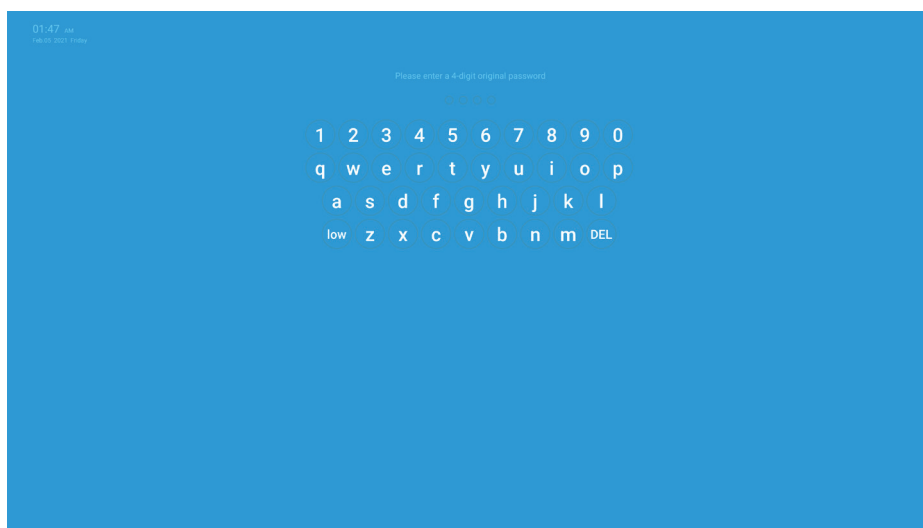 01:47 AM
Feb 05 2021 Friday
Please enter a 4-digit original password
1 2 3 4 5 6 7 8 9 0
q w e r t y u i o p
a s d f g h j k l
low z x c v b n m DEL